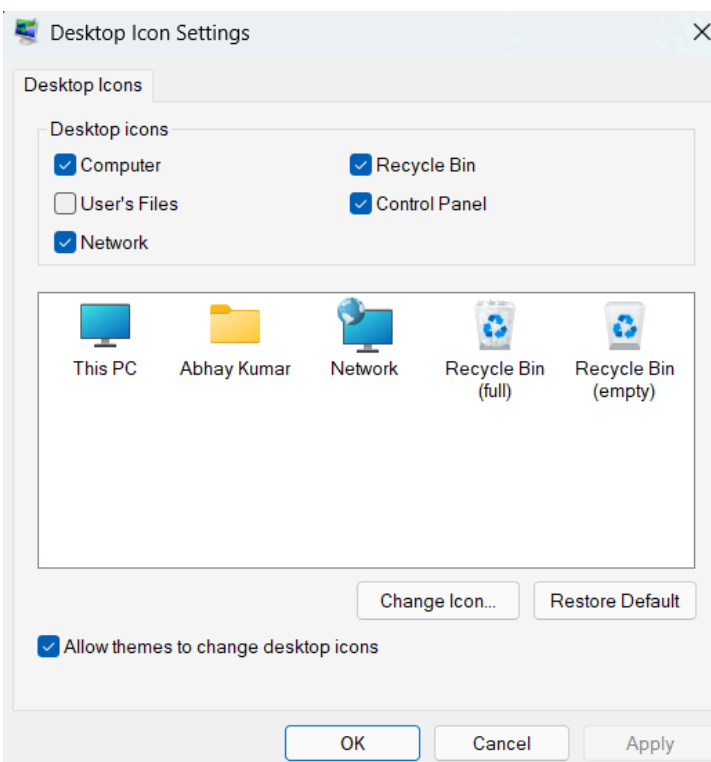 Desktop Icon Settings
Desktop Icons
Desktop icons
Computer
Recycle Bin
User's Files
Control Panel
Network
This PC
Abhay Kumar
Network
Recycle Bin
(full)
Recycle Bin
(empty)
Change Icon...
Restore Default
Allow themes to change desktop icons
OK
Cancel
Apply